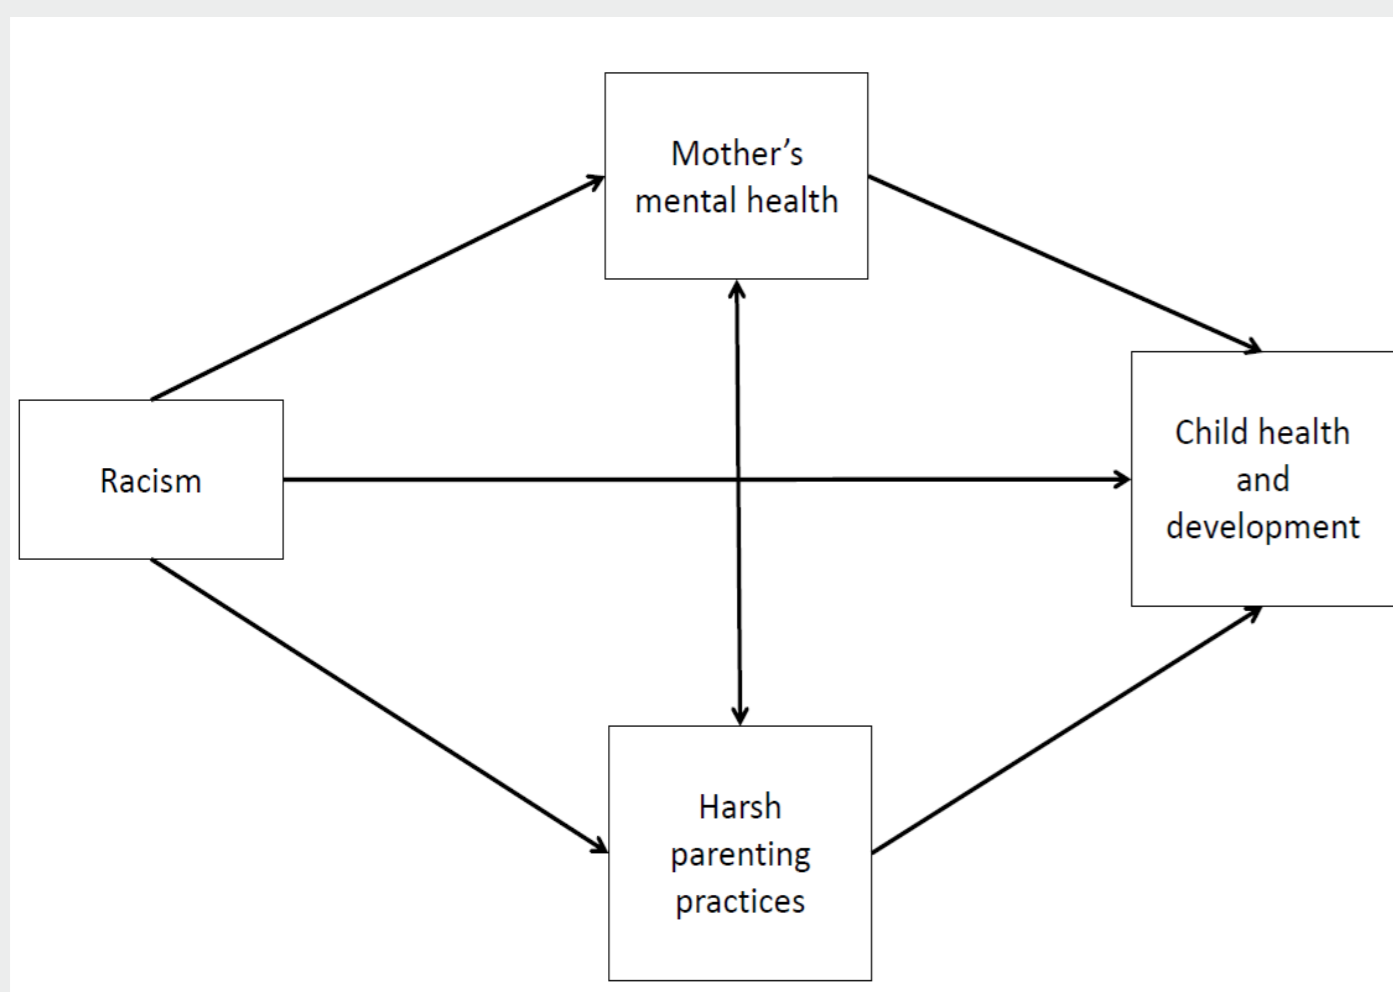 Mother’s
mental health
Racism
Child health
and
development
Harsh
parenting
practices